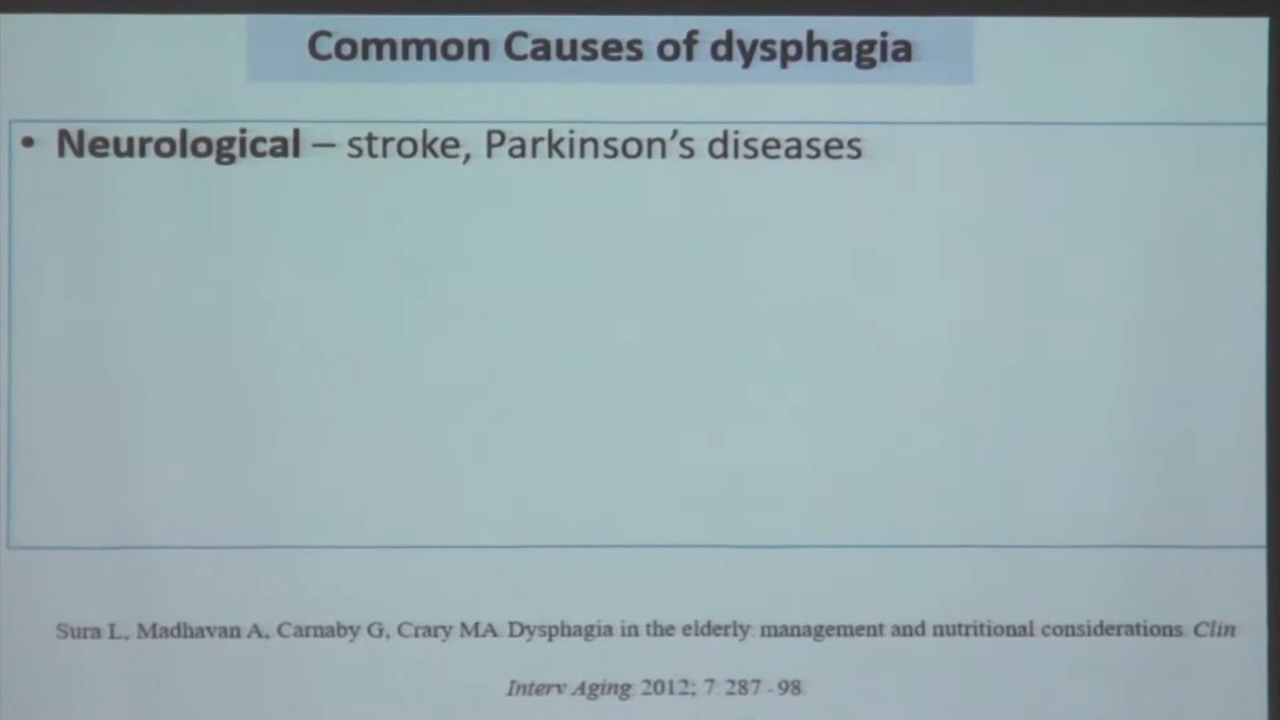 Common Causes of dysphagia
• Neurological – stroke, Parkinson's diseases
Sura L, Madhavan A, Carnaby G, Crary MA. Dysphagia in the elderly: management and nutritional considerations. Clin
Interv Aging. 2012; 7: 287-98